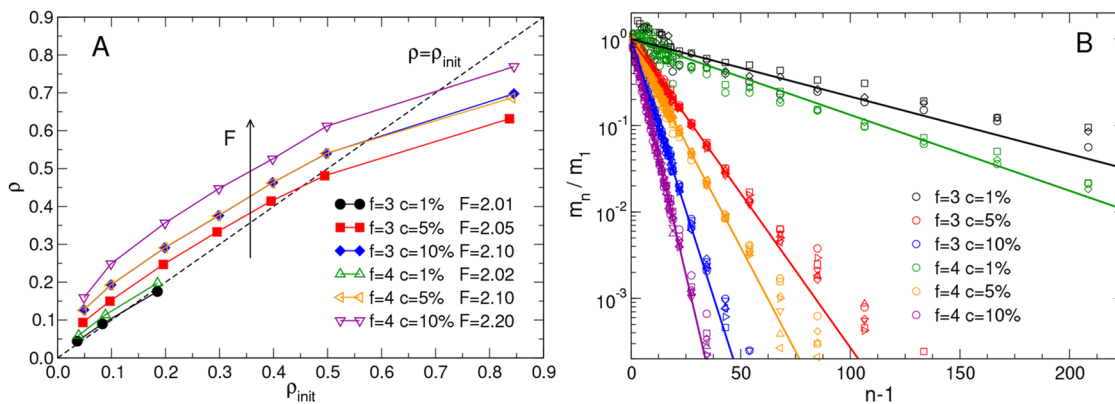 A
ρ=ρinit
F
f=3 c=1% F=2.01
f=3 c=5% F=2.05
f=3 c=10% F=2.10
f=4 c=1% F=2.02
f=4 c=5% F=2.10
f=4 c=10% F=2.20
0.9
0.8
0.7
0.6
0.5
0.4
0.3
0.2
0.1
0.0
ρ
0.0 0.1 0.2 0.3 0.4 0.5 0.6 0.7 0.8 0.9
ρinit
B
10^0
10^-1
10^-2
10^-3
mn / m1
f=3 c=1%
f=3 c=5%
f=3 c=10%
f=4 c=1%
f=4 c=5%
f=4 c=10%
0 50 100 150 200
n-1